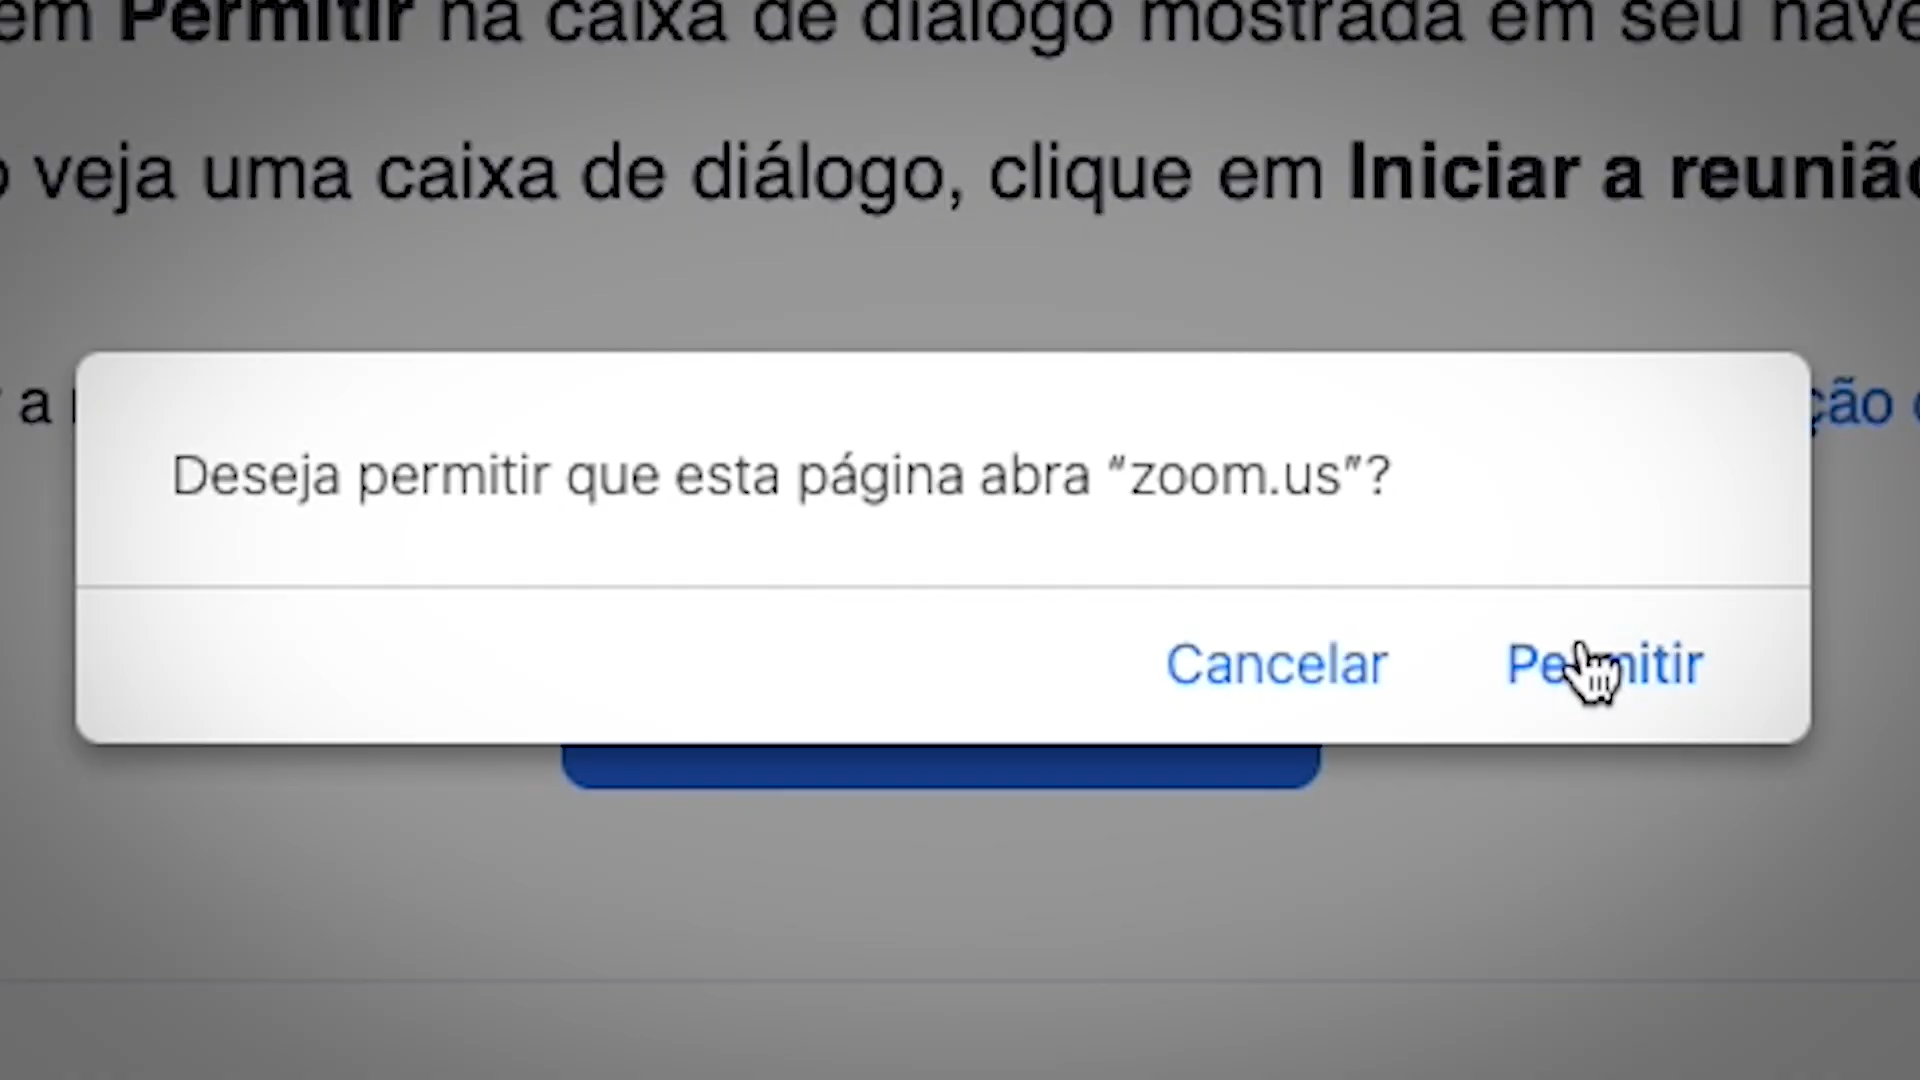 em Permitir na caixa de diálogo mostrada em seu nave
veja uma caixa de diálogo, clique em Iniciar a reunião
a
ção
Deseja permitir que esta página abra “zoom.us”?
Cancelar Permitir